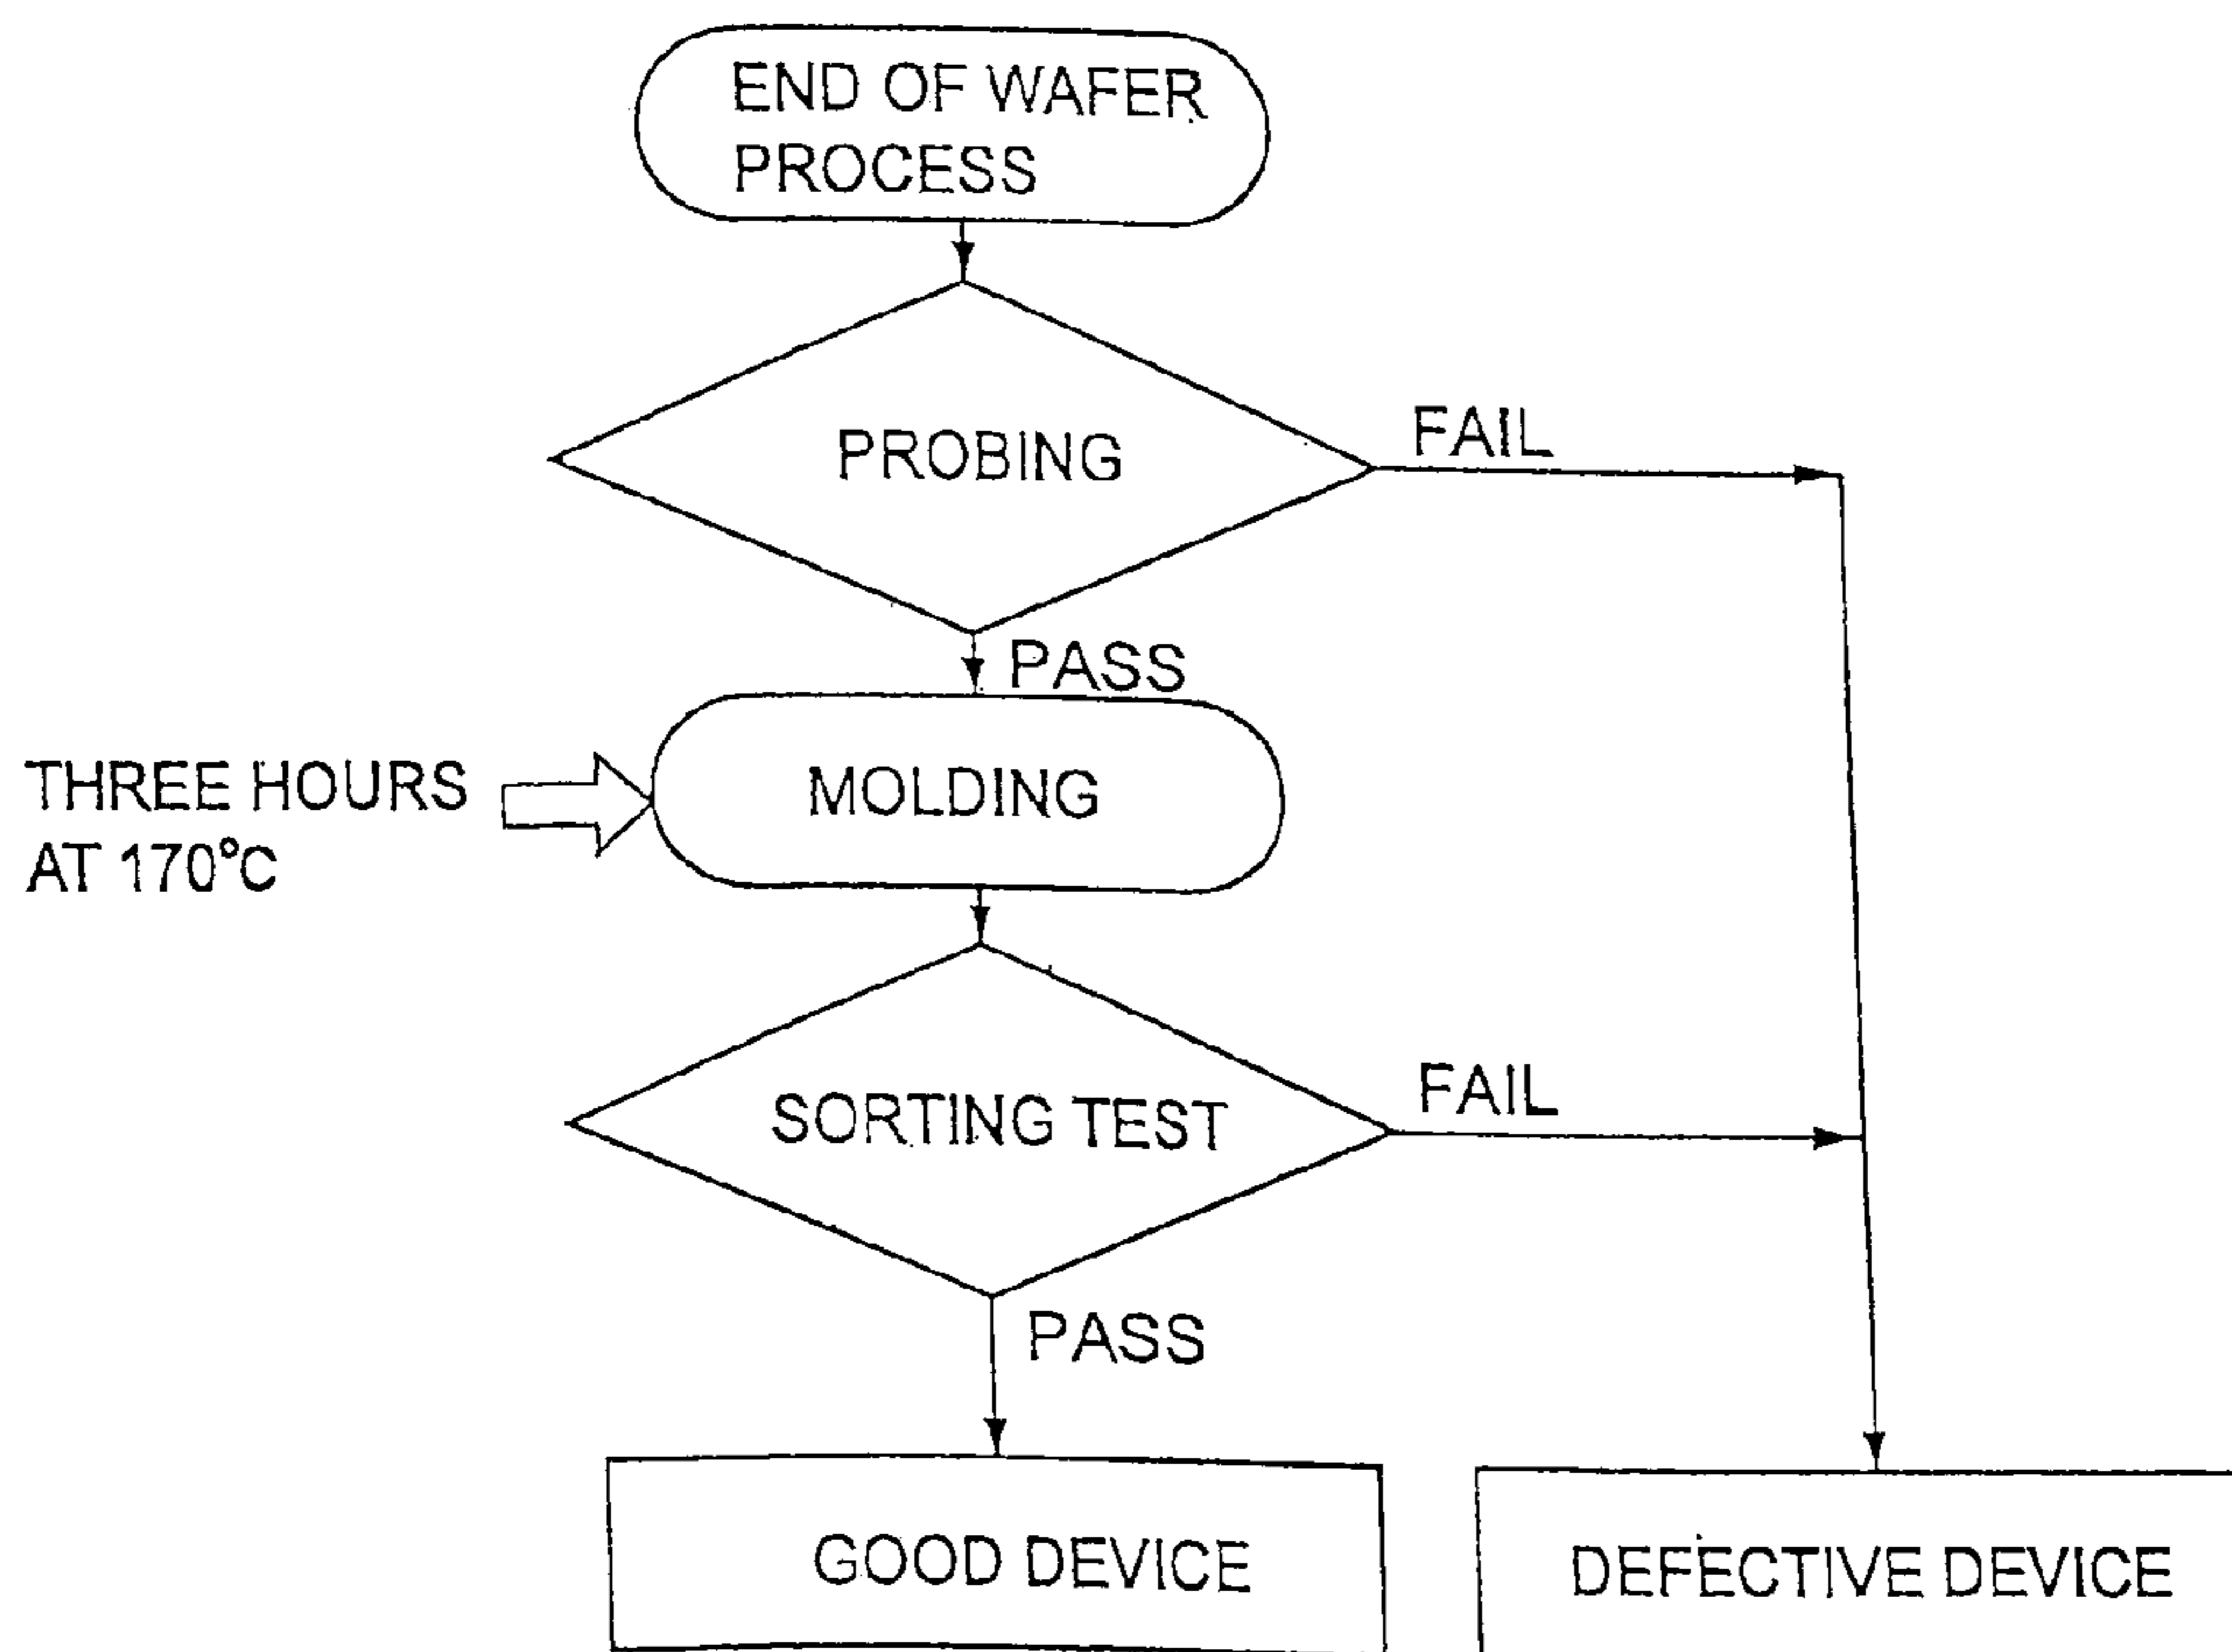 END OF WAFER
PROCESS
PROBING
FAIL
PASS
THREE HOURS
AT 170°C
MOLDING
SORTING TEST
FAIL
PASS
GOOD DEVICE
DEFECTIVE DEVICE